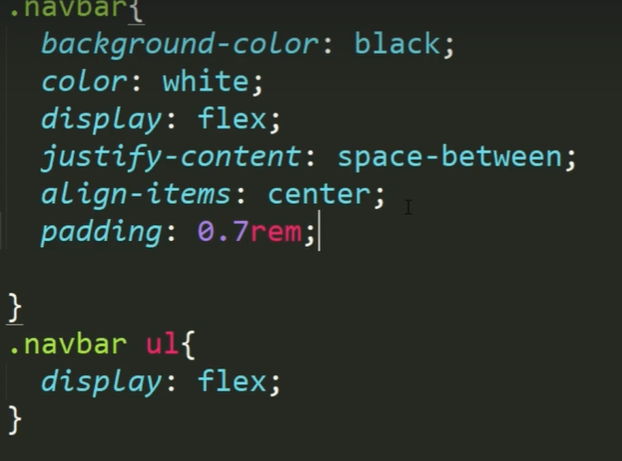 .navbar{
background-color: black;
color: white;
display: flex;
justify-content: space-between;
align-items: center;
padding: 0.7rem;
}
.navbar ul{
display: flex;
}